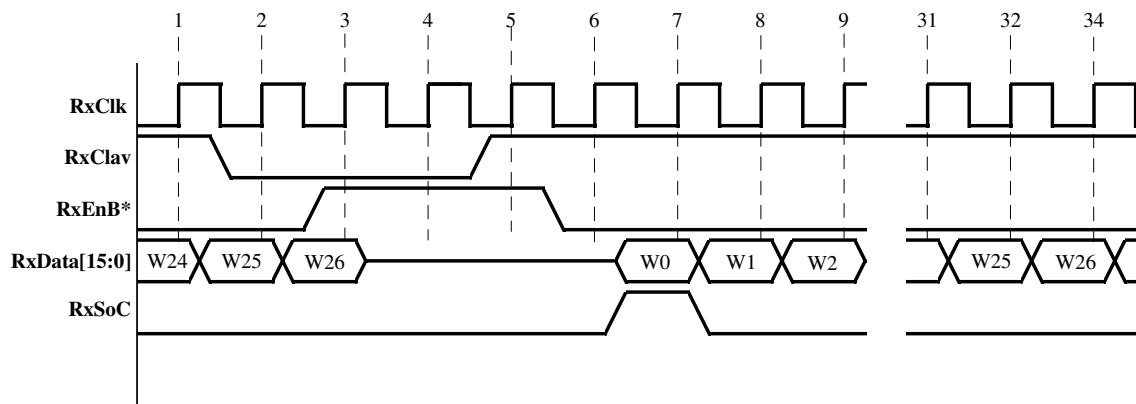 1 2 3 4 5 6 7 8 9 31 32 34
RxClk
RxClav
RxEnB*
RxData[15:0] W24 W25 W26 W0 W1 W2 W25 W26
RxSoC